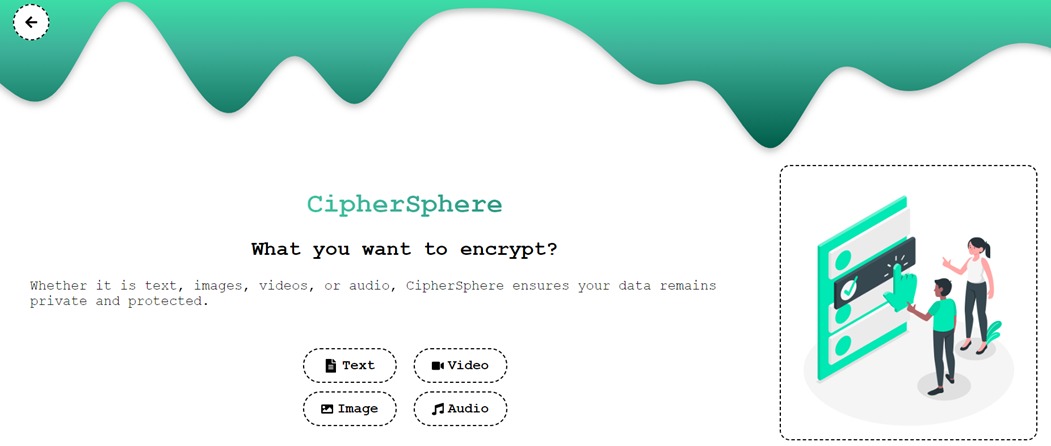 CipherSphere
What you want to encrypt?
Whether it is text, images, videos, or audio, CipherSphere ensures your data remains
private and protected.
Text
Video
Image
Audio